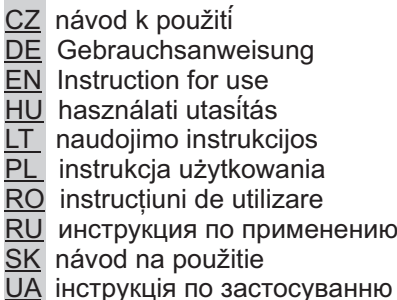 CZ návod k použití
DE Gebrauchsanweisung
EN Instruction for use
HU használati utasítás
LT naudojimo instrukcijos
PL instrukcja użytkowania
RO instrucțiuni de utilizare
RU инструкция по применению
SK návod na použitie
UA інструкція по застосуванню